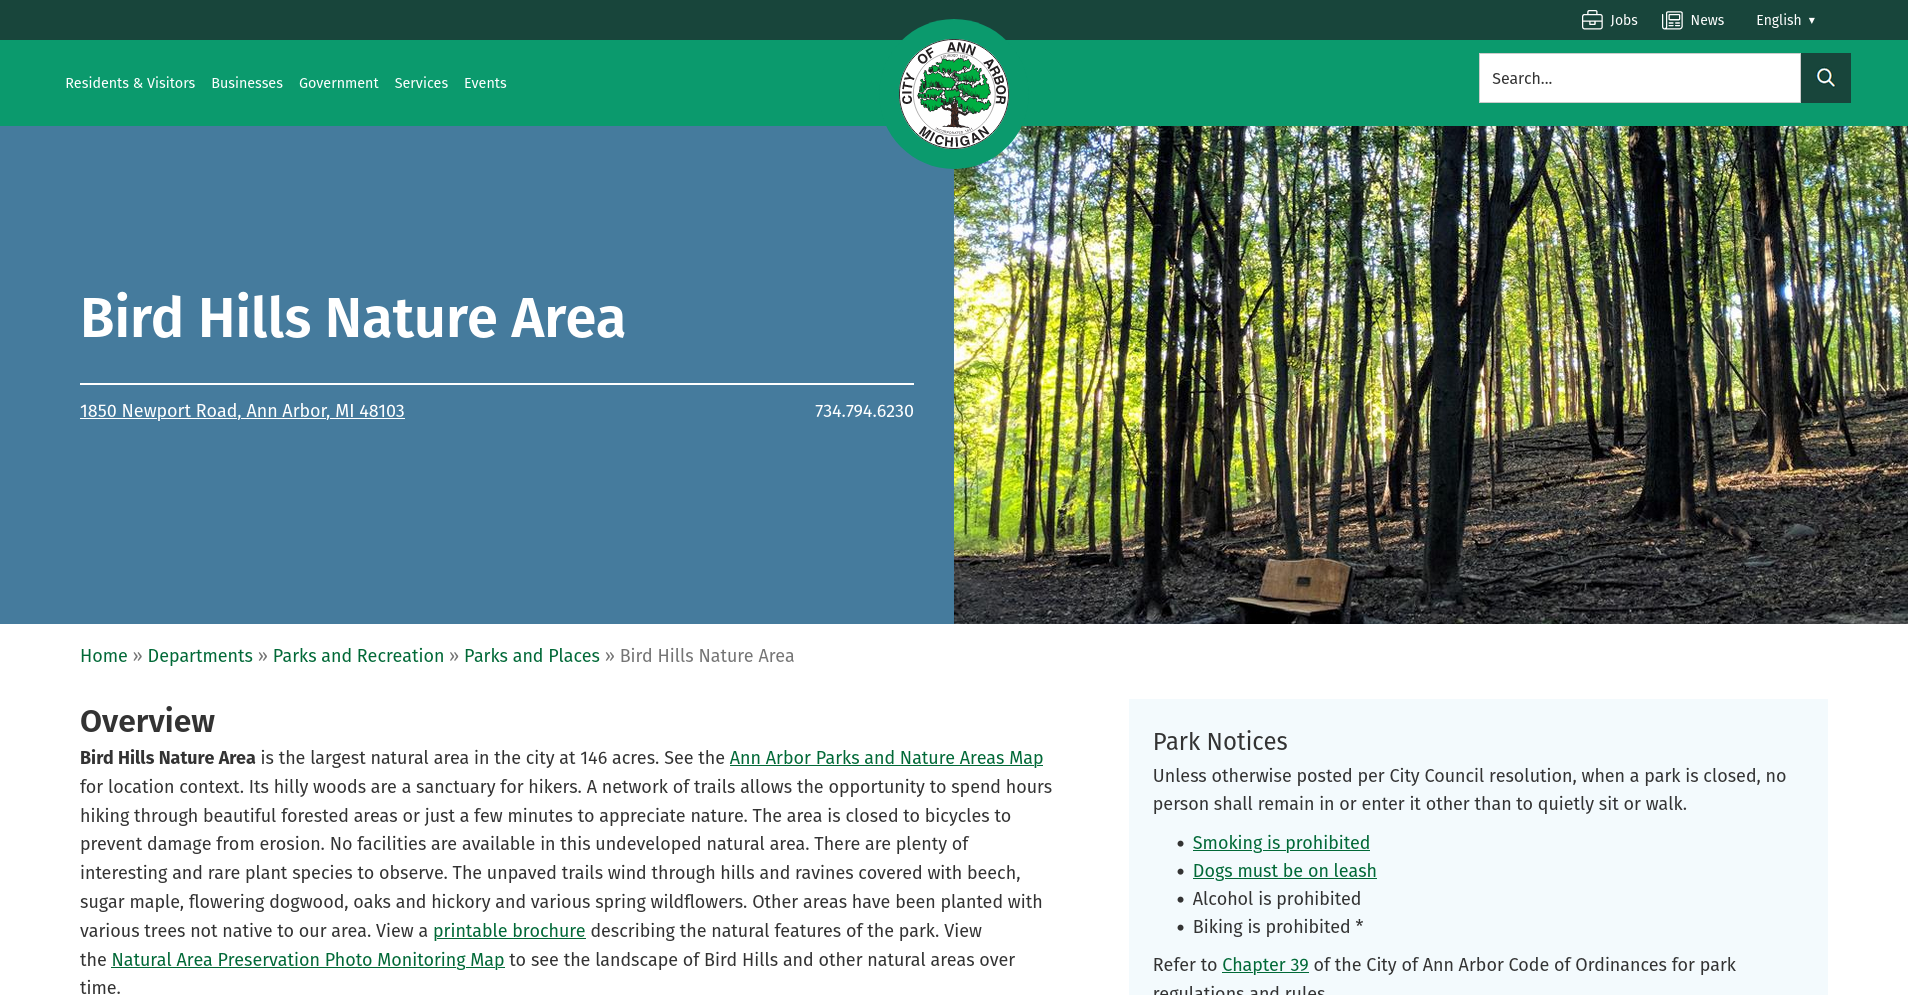 Jobs
News
English ▼
Residents & Visitors
Businesses
Government
Services
Events
CITY OF ANN ARBOR
MICHIGAN
Search...
Bird Hills Nature Area
1850 Newport Road, Ann Arbor, MI 48103
734.794.6230
Home » Departments » Parks and Recreation » Parks and Places » Bird Hills Nature Area
Overview
Bird Hills Nature Area is the largest natural area in the city at 146 acres. See the Ann Arbor Parks and Nature Areas Map
for location context. Its hilly woods are a sanctuary for hikers. A network of trails allows the opportunity to spend hours
hiking through beautiful forested areas or just a few minutes to appreciate nature. The area is closed to bicycles to
prevent damage from erosion. No facilities are available in this undeveloped natural area. There are plenty of
interesting and rare plant species to observe. The unpaved trails wind through hills and ravines covered with beech,
sugar maple, flowering dogwood, oaks and hickory and various spring wildflowers. Other areas have been planted with
various trees not native to our area. View a printable brochure describing the natural features of the park. View
the Natural Area Preservation Photo Monitoring Map to see the landscape of Bird Hills and other natural areas over
time.
Park Notices
Unless otherwise posted per City Council resolution, when a park is closed, no
person shall remain in or enter it other than to quietly sit or walk.
• Smoking is prohibited
• Dogs must be on leash
• Alcohol is prohibited
• Biking is prohibited *
Refer to Chapter 39 of the City of Ann Arbor Code of Ordinances for park
regulations and rules